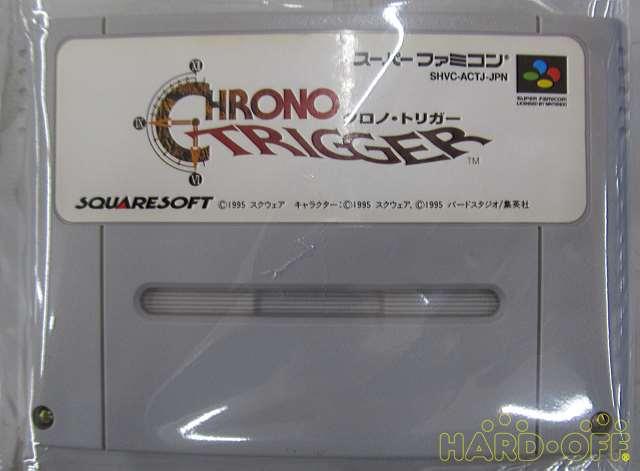 スーパーファミコン®
SHVC-ACTJ-JPN
CHRONO
クロノ・トリガー
TRIGGER™
SUPER FAMICOM
LICENSED BY NINTENDO
SQUARESOFT ©1995 スクウェア キャラクター:©1995 スクウェア, ©1995 バードスタジオ/集英社
HARD・OFF